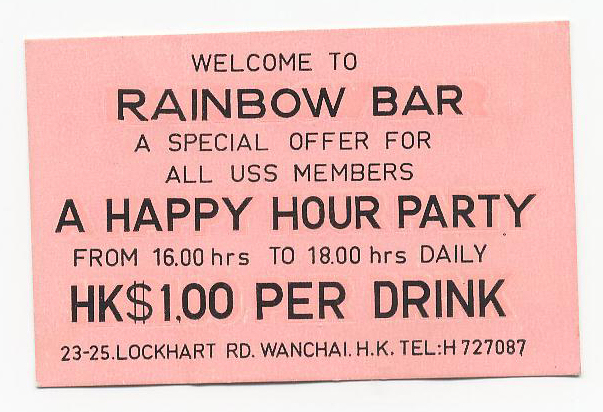 WELCOME TO
RAINBOW BAR
A SPECIAL OFFER FOR
ALL USS MEMBERS
A HAPPY HOUR PARTY
FROM 16.00 hrs TO 18.00 hrs DAILY
HK$1.00 PER DRINK
23-25.LOCKHART RD. WANCHAI. H.K. TEL:H 727087